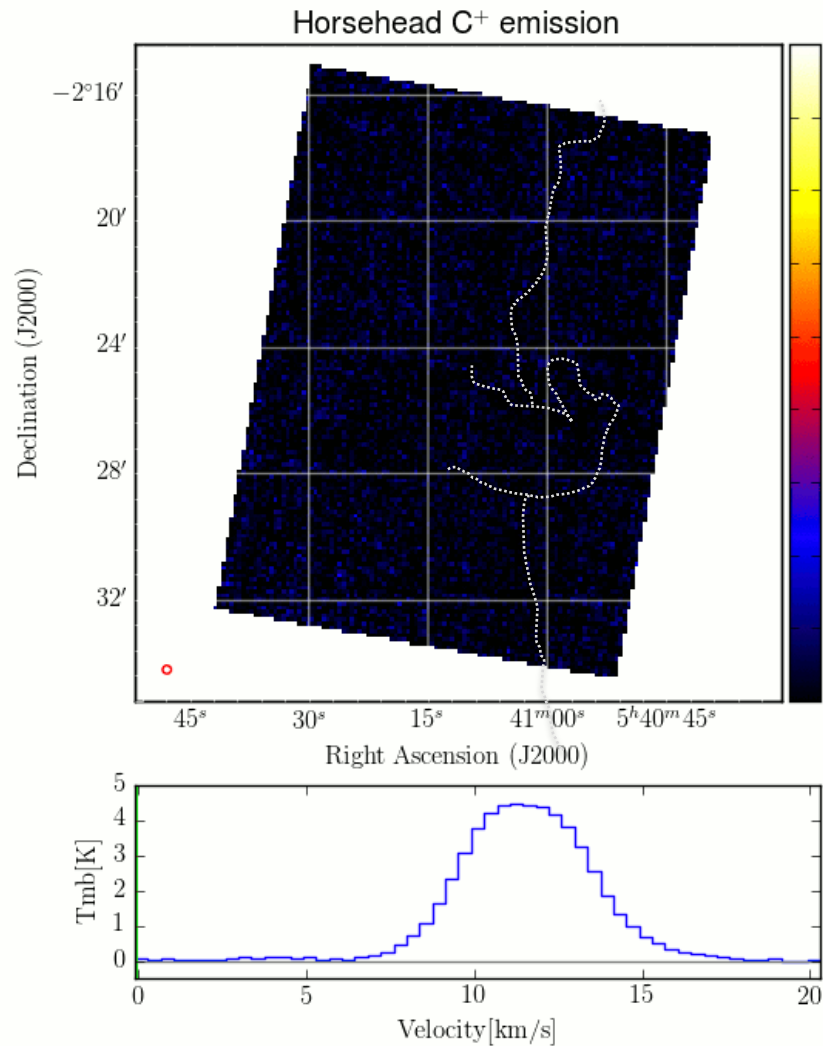 Horsehead C⁺ emission
−2°16′
20′
24′
28′
32′
Declination (J2000)
45ˢ 30ˢ 15ˢ 41ᵐ00ˢ 5ʰ40ᵐ45ˢ
Right Ascension (J2000)
5
4
3
2
1
0
Tmb[K]
0 5 10 15 20
Velocity[km/s]